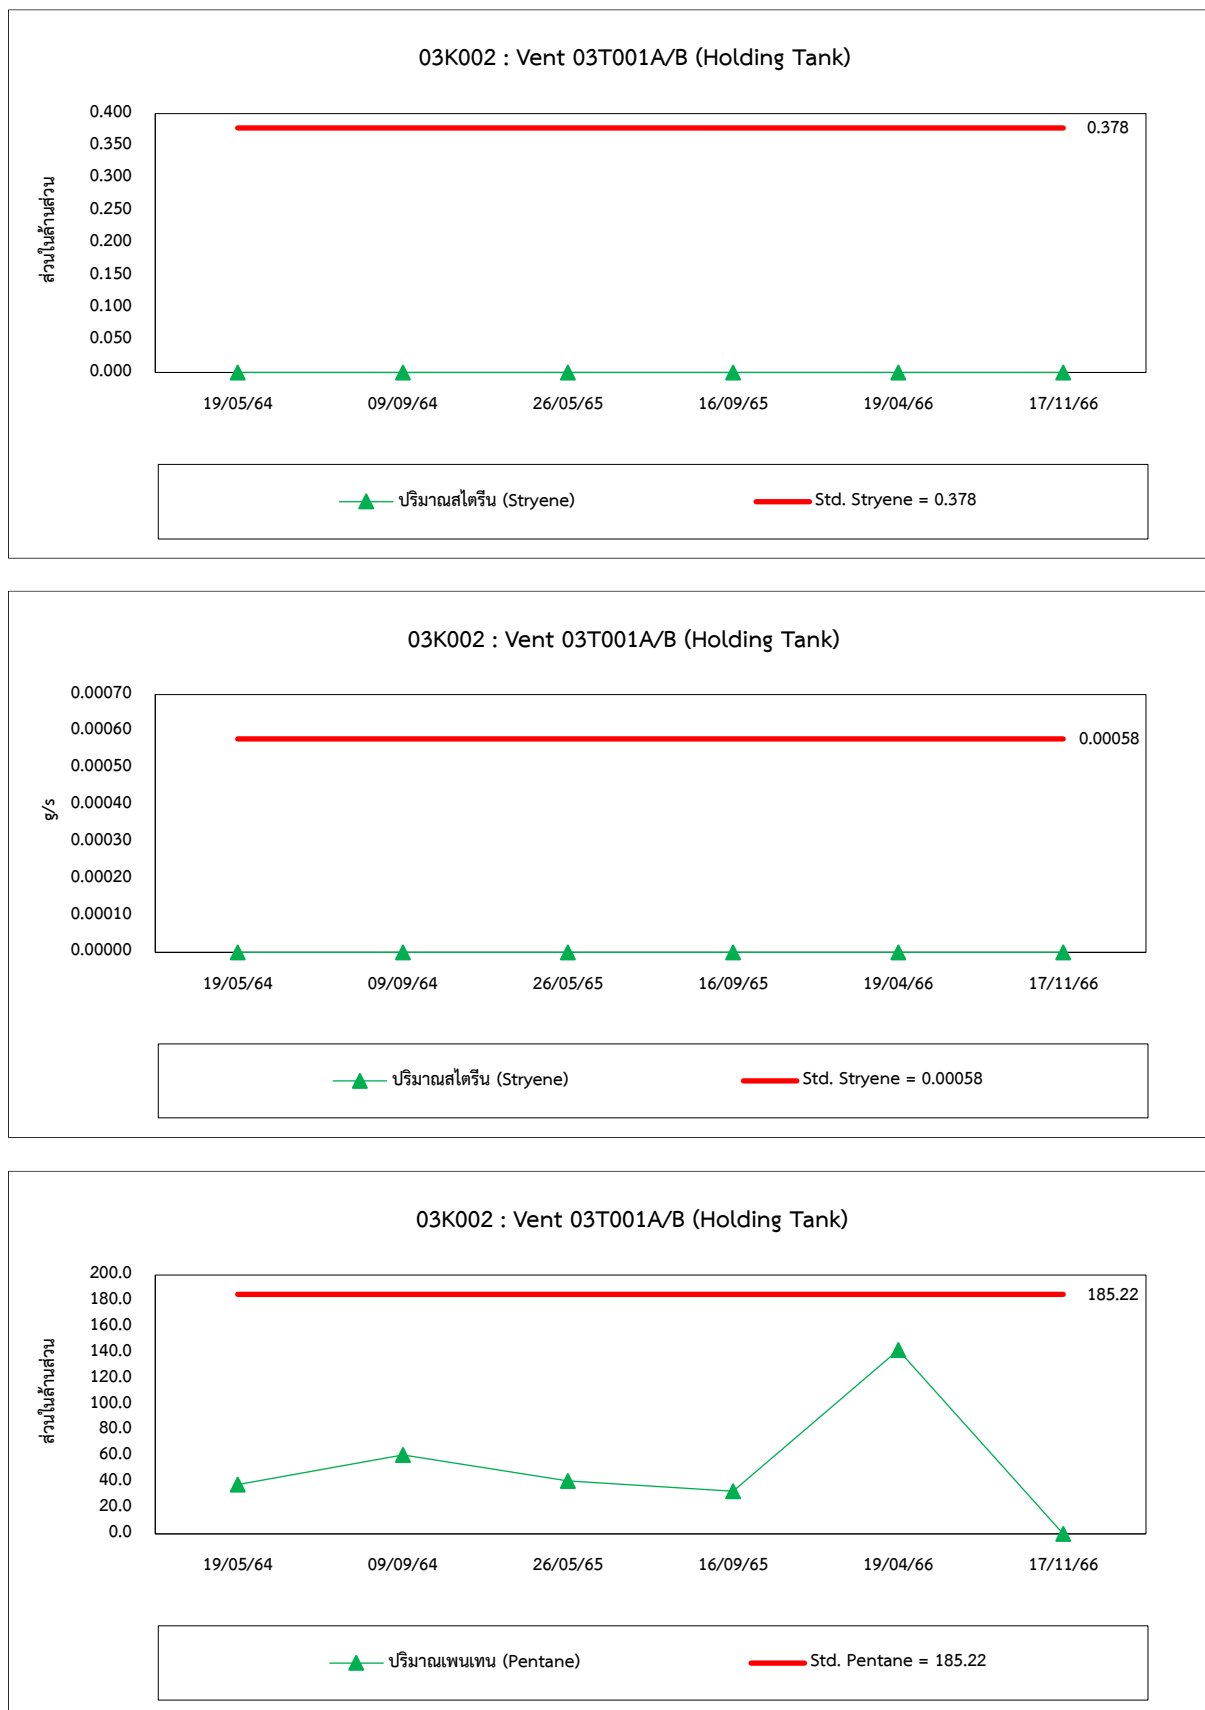 03K002 : Vent 03T001A/B (Holding Tank)
ส่วนในล้านส่วน
0.400
0.350
0.300
0.250
0.200
0.150
0.100
0.050
0.000
0.378
19/05/64 09/09/64 26/05/65 16/09/65 19/04/66 17/11/66
ปริมาณสไตรีน (Stryene) Std. Stryene = 0.378
03K002 : Vent 03T001A/B (Holding Tank)
g/s
0.00070
0.00060
0.00050
0.00040
0.00030
0.00020
0.00010
0.00000
0.00058
19/05/64 09/09/64 26/05/65 16/09/65 19/04/66 17/11/66
ปริมาณสไตรีน (Stryene) Std. Stryene = 0.00058
03K002 : Vent 03T001A/B (Holding Tank)
ส่วนในล้านส่วน
200.0
180.0
160.0
140.0
120.0
100.0
80.0
60.0
40.0
20.0
0.0
185.22
19/05/64 09/09/64 26/05/65 16/09/65 19/04/66 17/11/66
ปริมาณเพนเทน (Pentane) Std. Pentane = 185.22